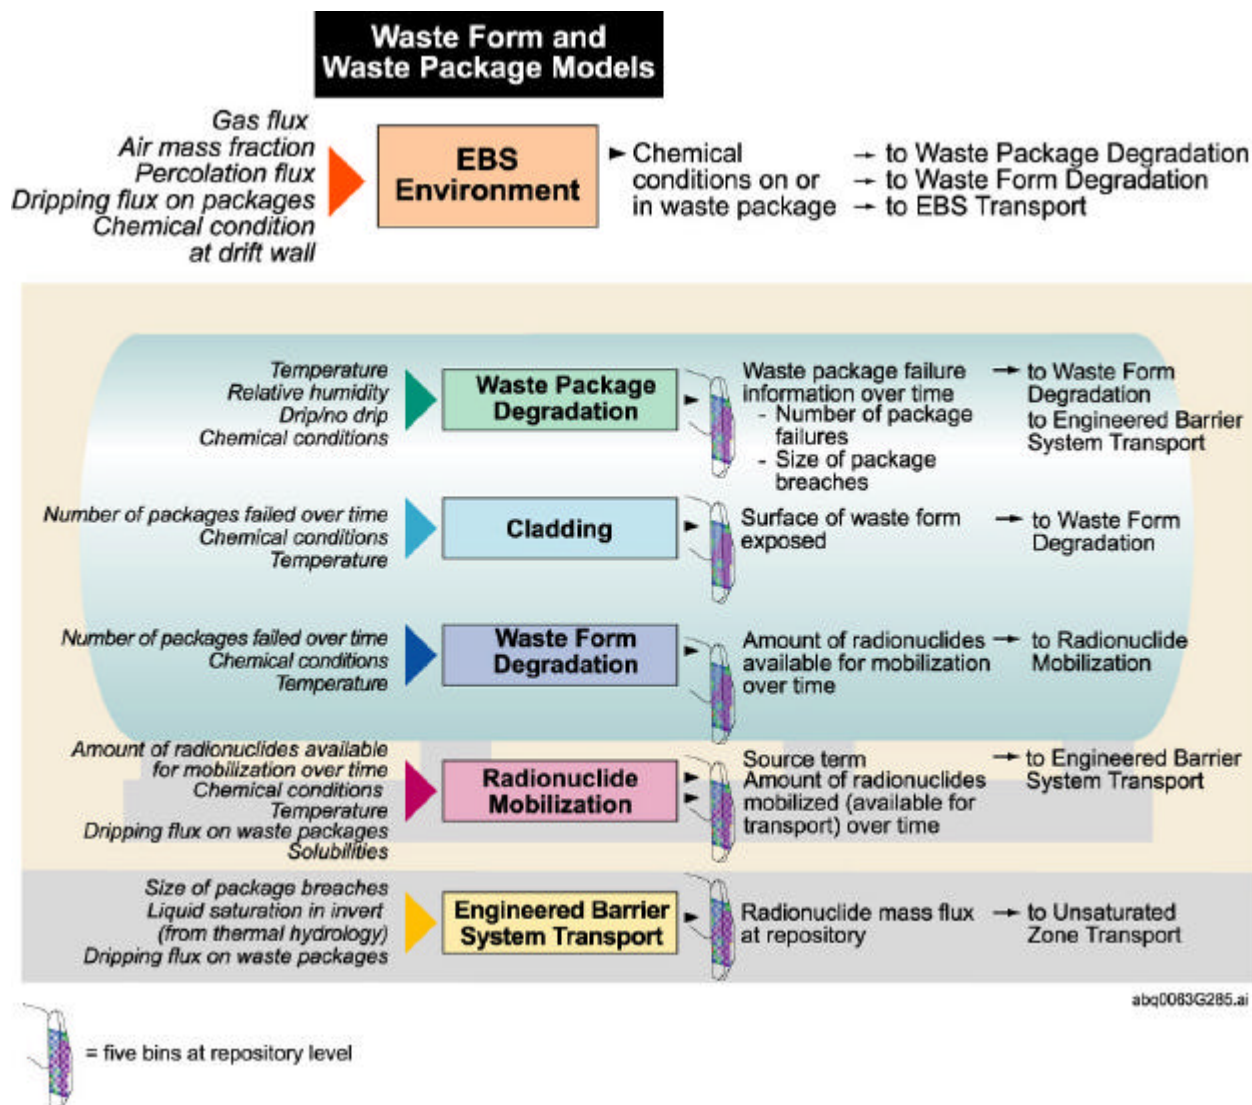 Waste Form and
Waste Package Models
Gas flux
Air mass fraction
Percolation flux
Dripping flux on packages
Chemical condition
at drift wall
EBS
Environment
Chemical
conditions on or
in waste package
→ to Waste Package Degradation
→ to Waste Form Degradation
→ to EBS Transport
Temperature
Relative humidity
Drip/no drip
Chemical conditions
Waste Package
Degradation
Waste package failure
information over time
- Number of package
failures
- Size of package
breaches
→ to Waste Form
Degradation
to Engineered Barrier
System Transport
Number of packages failed over time
Chemical conditions
Temperature
Cladding
Surface of waste form
exposed
→ to Waste Form
Degradation
Number of packages failed over time
Chemical conditions
Temperature
Waste Form
Degradation
Amount of radionuclides
available for mobilization
over time
→ to Radionuclide
Mobilization
Amount of radionuclides available
for mobilization over time
Chemical conditions
Temperature
Dripping flux on waste packages
Solubilities
Radionuclide
Mobilization
Source term
Amount of radionuclides
mobilized (available for
transport) over time
→ to Engineered Barrier
System Transport
Size of package breaches
Liquid saturation in invert
(from thermal hydrology)
Dripping flux on waste packages
Engineered Barrier
System Transport
Radionuclide mass flux
at repository
→ to Unsaturated
Zone Transport
abq0063G285.ai
= five bins at repository level